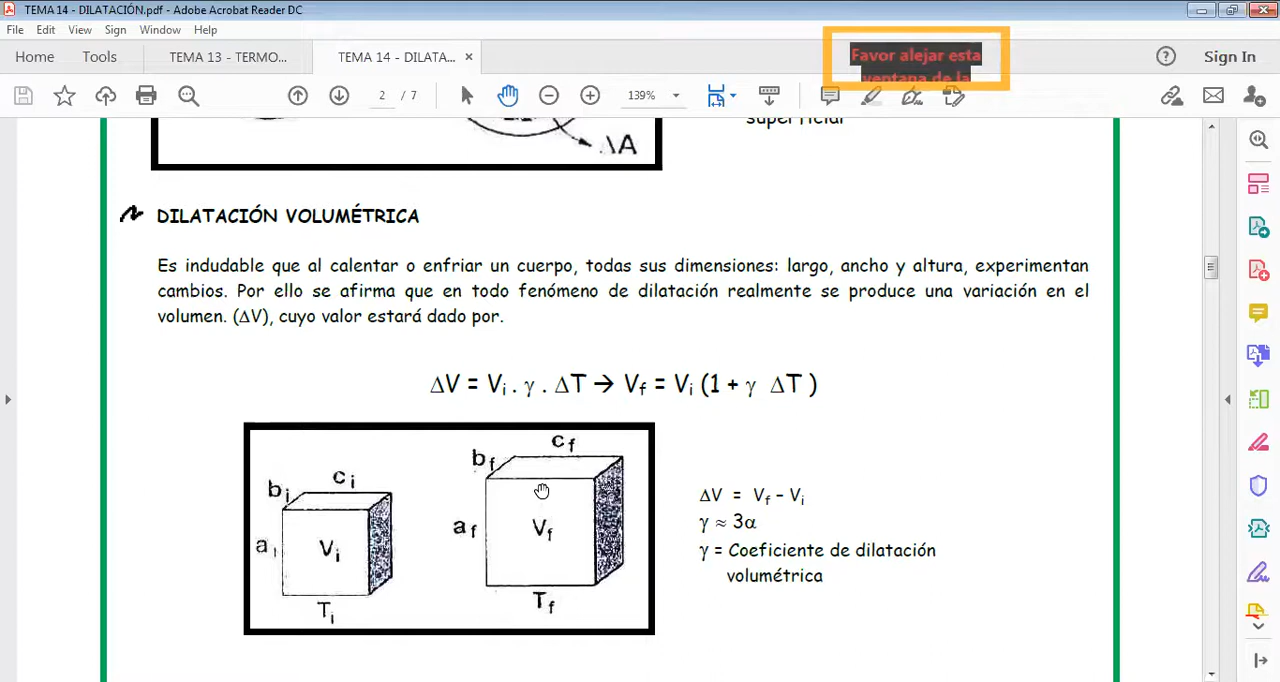 TEMA 14 - DILATACIÓN.pdf - Adobe Acrobat Reader DC
File Edit View Sign Window Help
Home Tools TEMA 13 - TERMO... TEMA 14 - DILATA... × Favor alejar esta ventana de la Sign In
2 / 7 139%
superficial
ΔA
DILATACIÓN VOLUMÉTRICA
Es indudable que al calentar o enfriar un cuerpo, todas sus dimensiones: largo, ancho y altura, experimentan
cambios. Por ello se afirma que en todo fenómeno de dilatación realmente se produce una variación en el
volumen. (ΔV), cuyo valor estará dado por.
ΔV = Vi . γ . ΔT → Vf = Vi (1 + γ ΔT )
bi ci
ai Vi
Ti
bf cf
af Vf
Tf
ΔV = Vf – Vi
γ ≈ 3α
γ = Coeficiente de dilatación
volumétrica